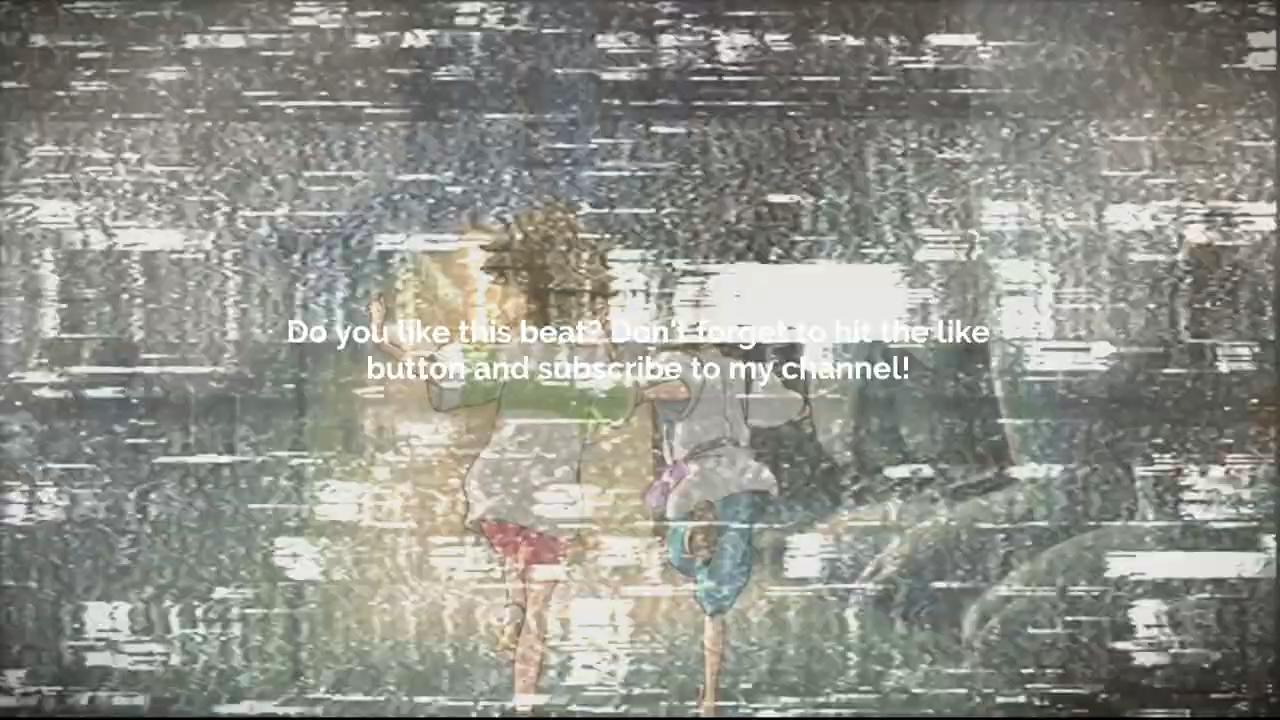 Do you like this beat? Don't forget to hit the like
button and subscribe to my channel!